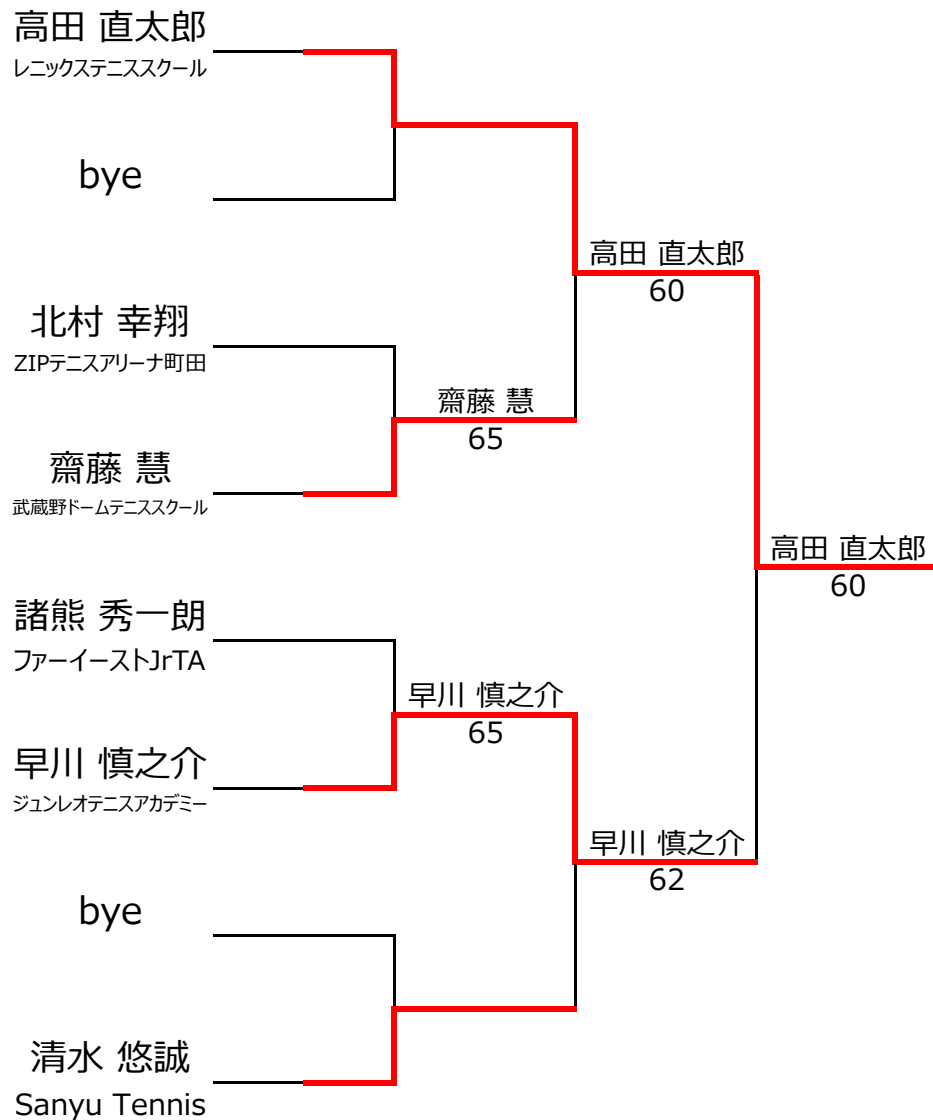 高田 直太郎
レニックステニススクール
bye
高田 直太郎
60
北村 幸翔
ZIPテニスアリーナ町田
齋藤 慧
65
齋藤 慧
武蔵野ドームテニススクール
高田 直太郎
60
諸熊 秀一朗
ファーイーストJrTA
早川 慎之介
65
早川 慎之介
ジュンレオテニスアカデミー
早川 慎之介
62
bye
清水 悠誠
Sanyu Tennis